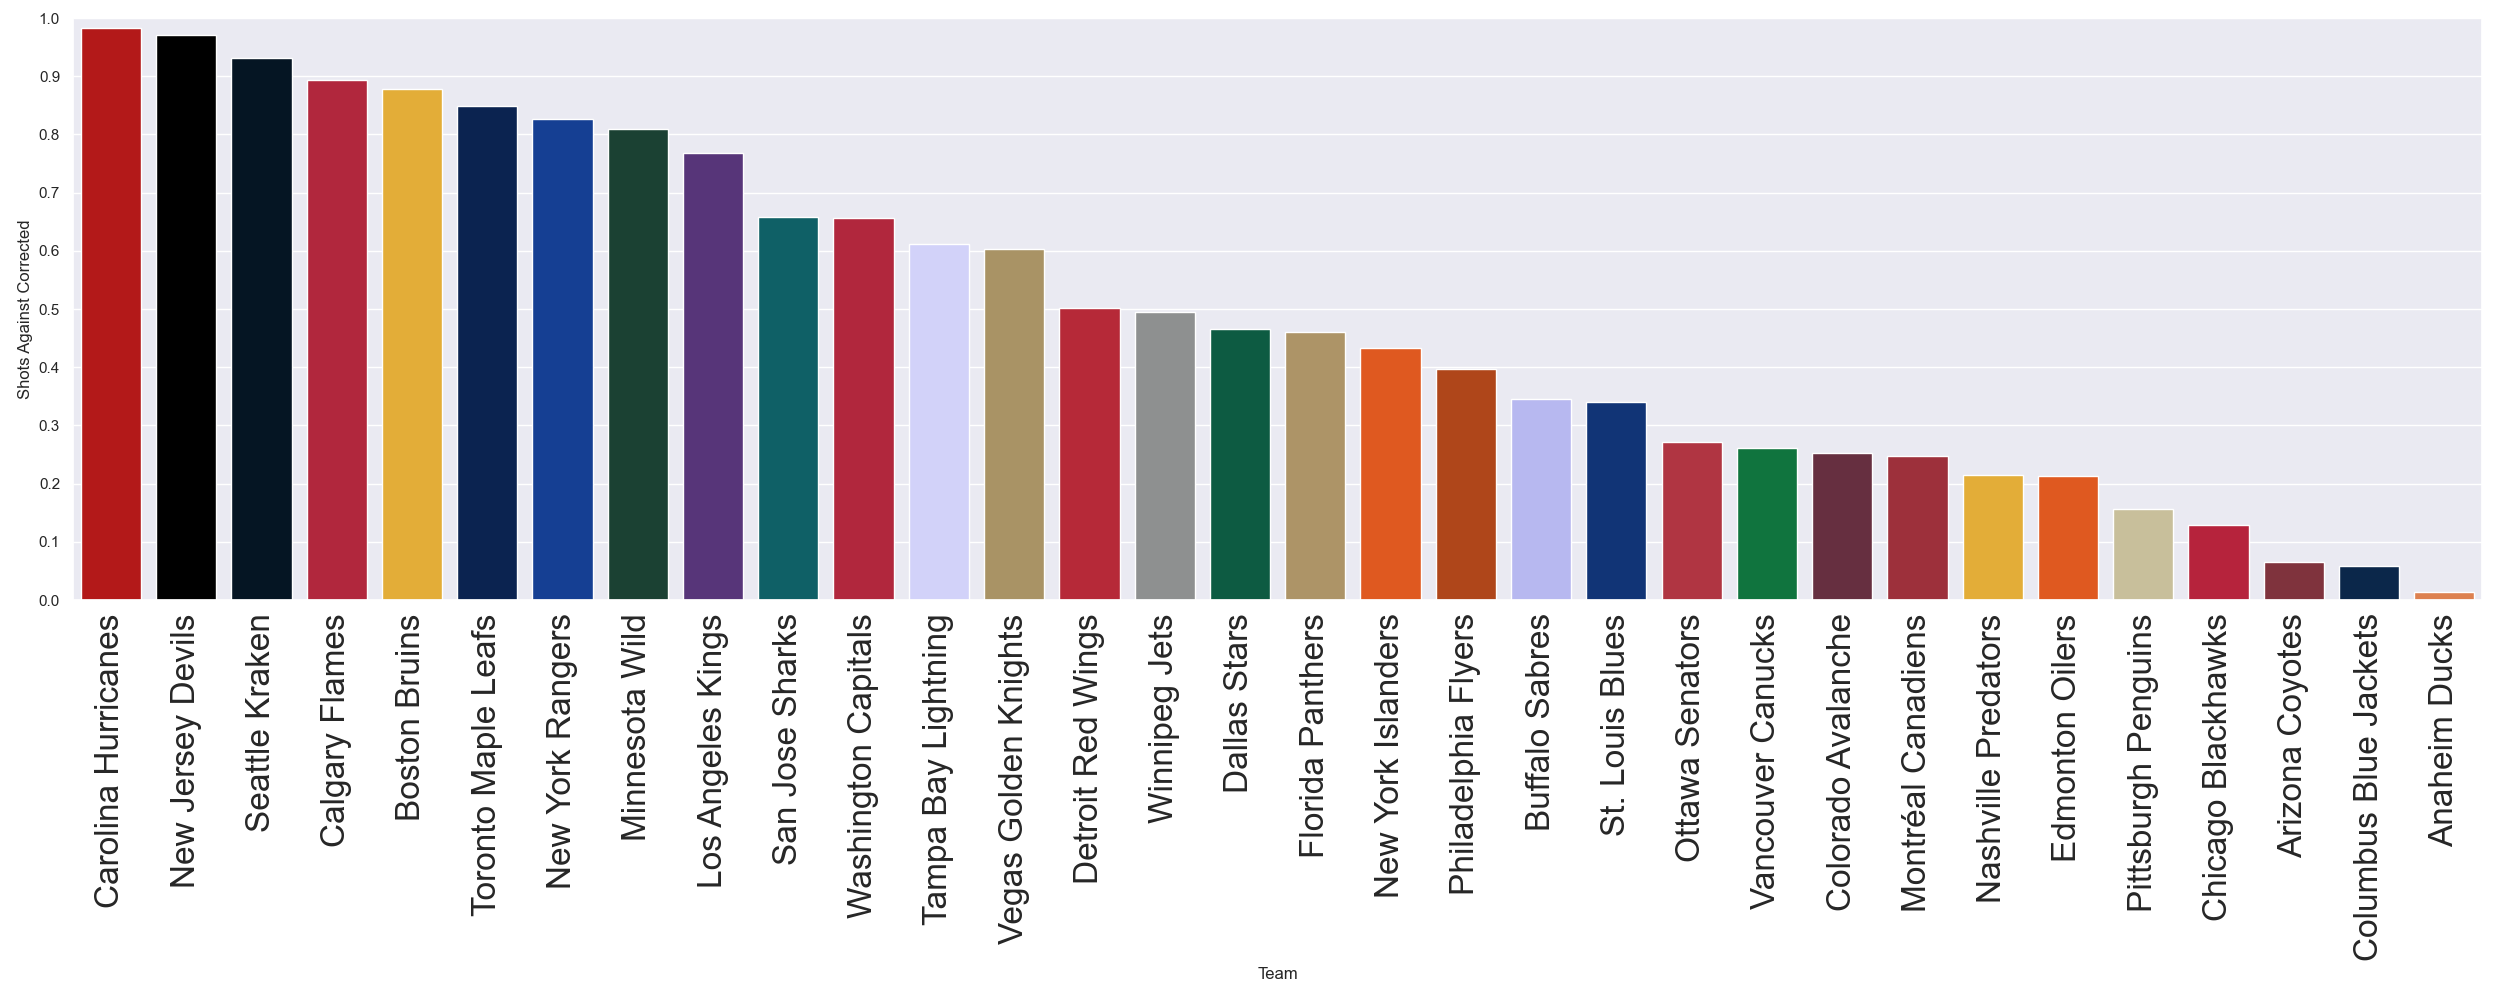 1.0
0.9
0.8
0.7
0.6
0.5
0.4
0.3
0.2
0.1
0.0
Shots Against Corrected
Carolina Hurricanes
New Jersey Devils
Seattle Kraken
Calgary Flames
Boston Bruins
Toronto Maple Leafs
New York Rangers
Minnesota Wild
Los Angeles Kings
San Jose Sharks
Washington Capitals
Tampa Bay Lightning
Vegas Golden Knights
Detroit Red Wings
Winnipeg Jets
Dallas Stars
Florida Panthers
New York Islanders
Philadelphia Flyers
Buffalo Sabres
St. Louis Blues
Ottawa Senators
Vancouver Canucks
Colorado Avalanche
Montréal Canadiens
Nashville Predators
Edmonton Oilers
Pittsburgh Penguins
Chicago Blackhawks
Arizona Coyotes
Columbus Blue Jackets
Anaheim Ducks
Team